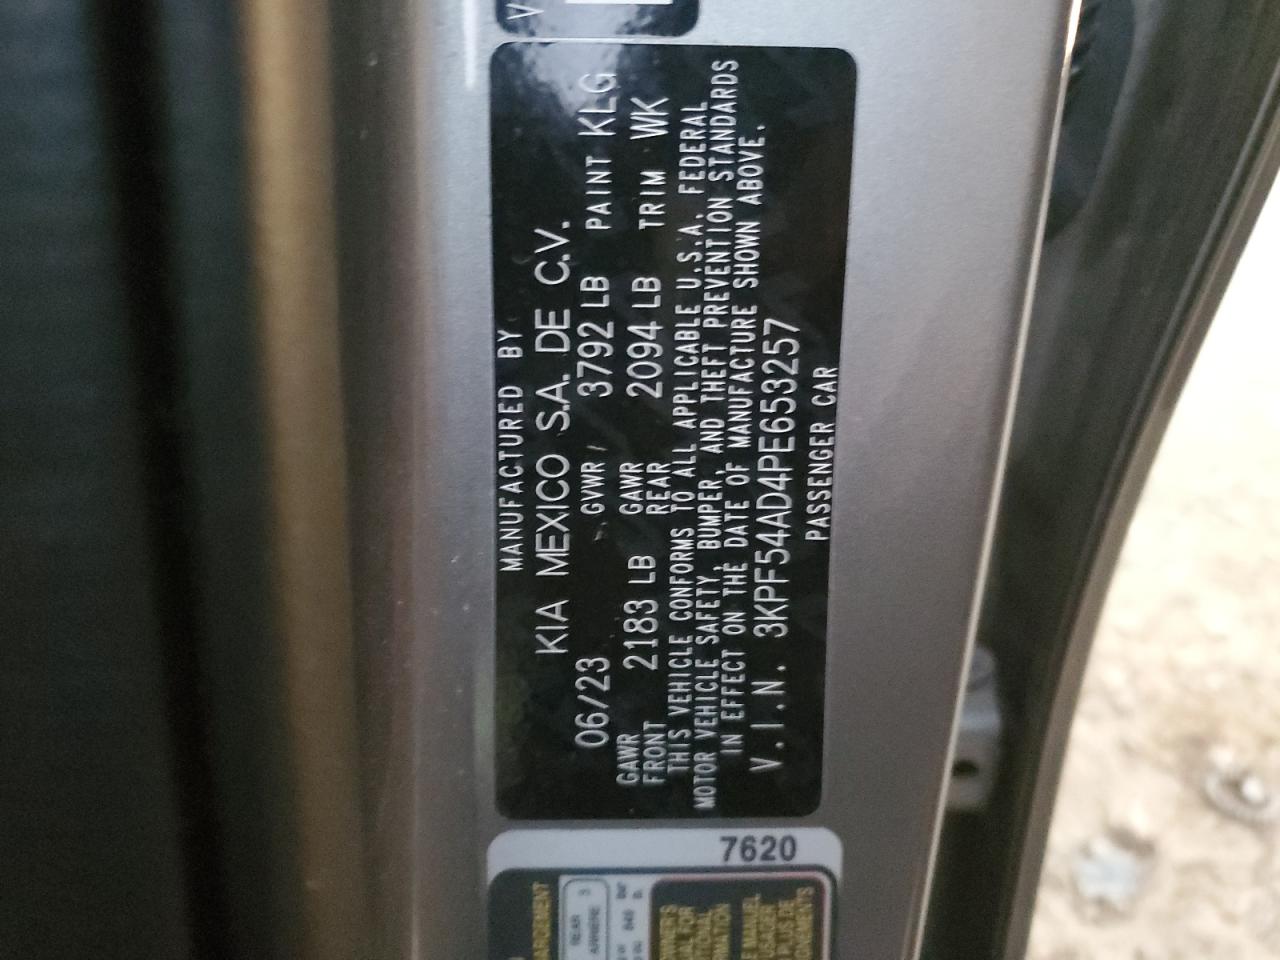 V
MANUFACTURED BY
KIA MEXICO S.A. DE C.V.
06/23 GVWR 3792 LB PAINT KLG
GAWR FRONT 2183 LB GAWR REAR 2094 LB TRIM WK
THIS VEHICLE CONFORMS TO ALL APPLICABLE U.S.A. FEDERAL
MOTOR VEHICLE SAFETY, BUMPER, AND THEFT PREVENTION STANDARDS
IN EFFECT ON THE DATE OF MANUFACTURE SHOWN ABOVE.
V.I.N. 3KPF54AD4PE653257
PASSENGER CAR
7620
REAR
ARRIERE